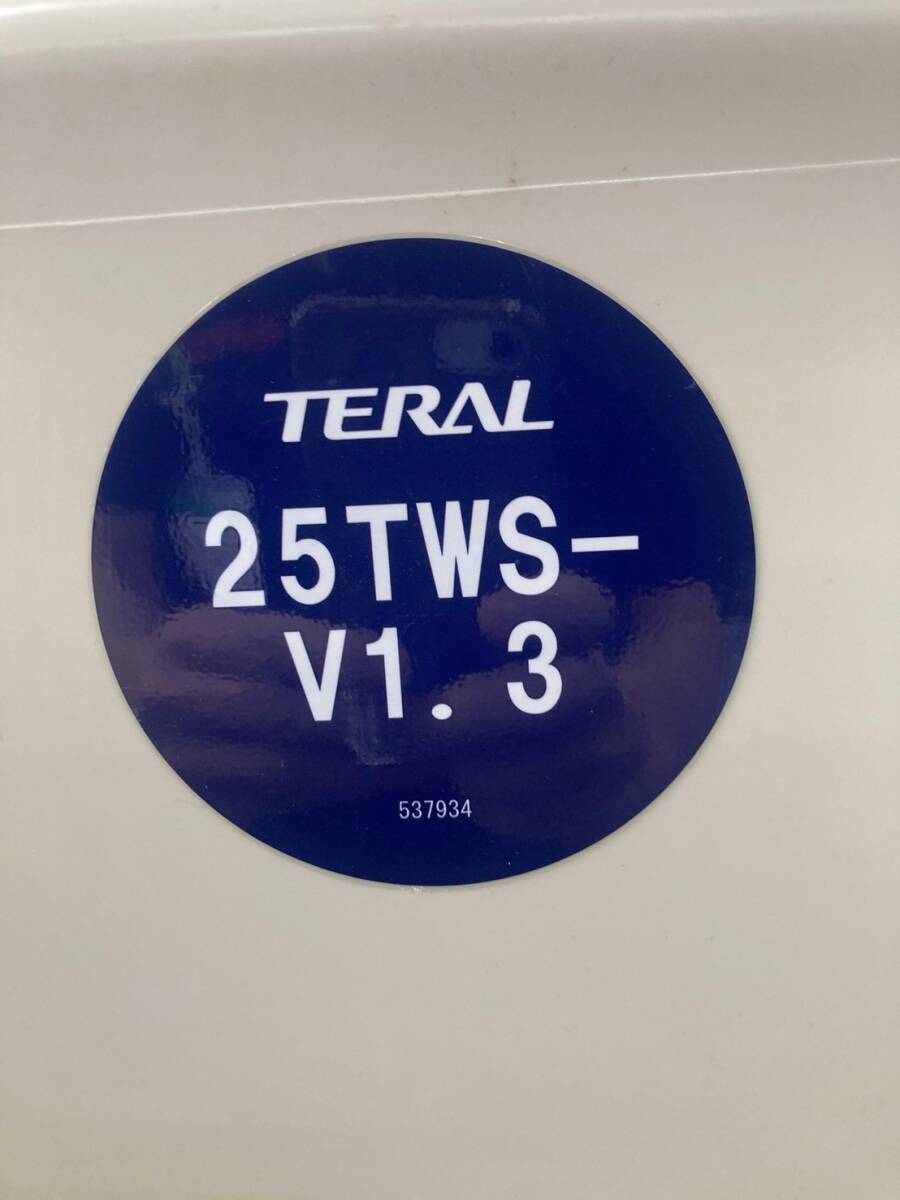 TERAL
25TWS-
V1.3
537934